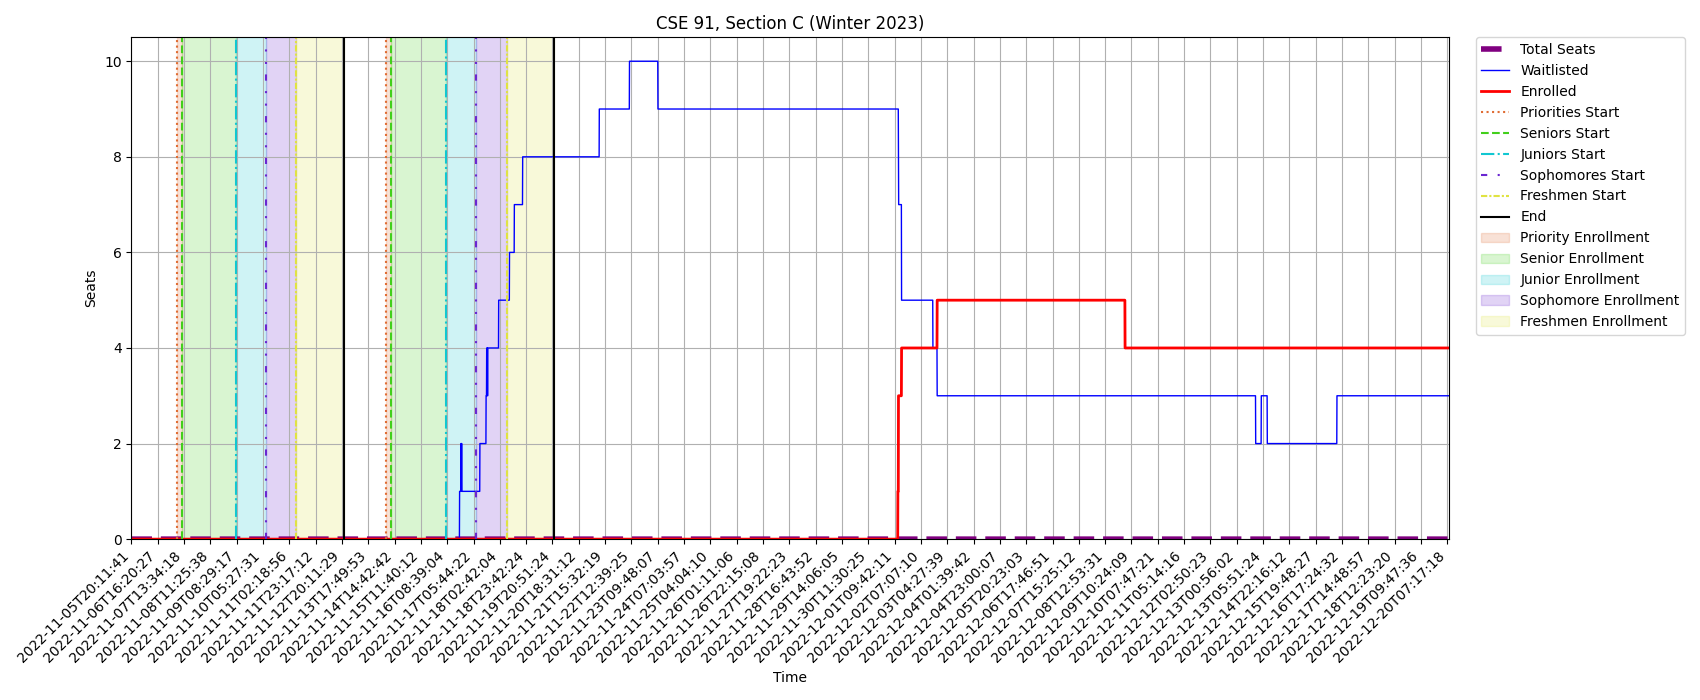 CSE 91, Section C (Winter 2023)
Seats
10
8
6
4
2
0
2022-11-05T20:11:41
2022-11-06T16:20:27
2022-11-07T13:34:18
2022-11-08T11:25:38
2022-11-09T08:29:17
2022-11-10T05:27:31
2022-11-11T02:18:56
2022-11-11T23:17:12
2022-11-12T20:11:29
2022-11-13T17:49:53
2022-11-14T14:42:42
2022-11-15T11:40:12
2022-11-16T08:39:04
2022-11-17T05:44:22
2022-11-18T02:42:04
2022-11-18T23:42:24
2022-11-19T20:51:24
2022-11-20T18:31:12
2022-11-21T15:32:19
2022-11-22T12:39:25
2022-11-23T09:48:07
2022-11-24T07:03:57
2022-11-25T04:04:10
2022-11-26T01:11:06
2022-11-26T22:15:08
2022-11-27T19:22:23
2022-11-28T16:43:52
2022-11-29T14:06:05
2022-11-30T11:30:25
2022-12-01T09:42:11
2022-12-02T07:07:10
2022-12-03T04:27:39
2022-12-04T01:39:42
2022-12-04T23:00:07
2022-12-05T20:23:03
2022-12-06T17:46:51
2022-12-07T15:25:12
2022-12-08T12:53:31
2022-12-09T10:24:09
2022-12-10T07:47:21
2022-12-11T05:14:16
2022-12-12T02:50:23
2022-12-13T00:56:02
2022-12-13T05:51:24
2022-12-14T22:16:12
2022-12-15T19:48:27
2022-12-16T17:24:32
2022-12-17T14:48:57
2022-12-18T12:23:20
2022-12-19T09:47:36
2022-12-20T07:17:18
Time
Total Seats
Waitlisted
Enrolled
Priorities Start
Seniors Start
Juniors Start
Sophomores Start
Freshmen Start
End
Priority Enrollment
Senior Enrollment
Junior Enrollment
Sophomore Enrollment
Freshmen Enrollment